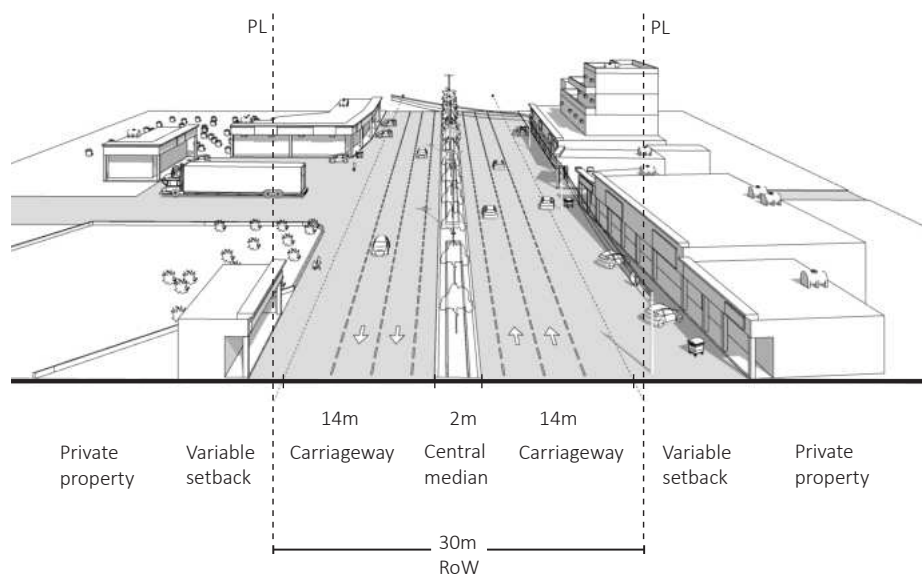 PL
PL
14m
2m
14m
Private
property
Variable
setback
Carriageway
Central
median
Carriageway
Variable
setback
Private
property
30m
RoW